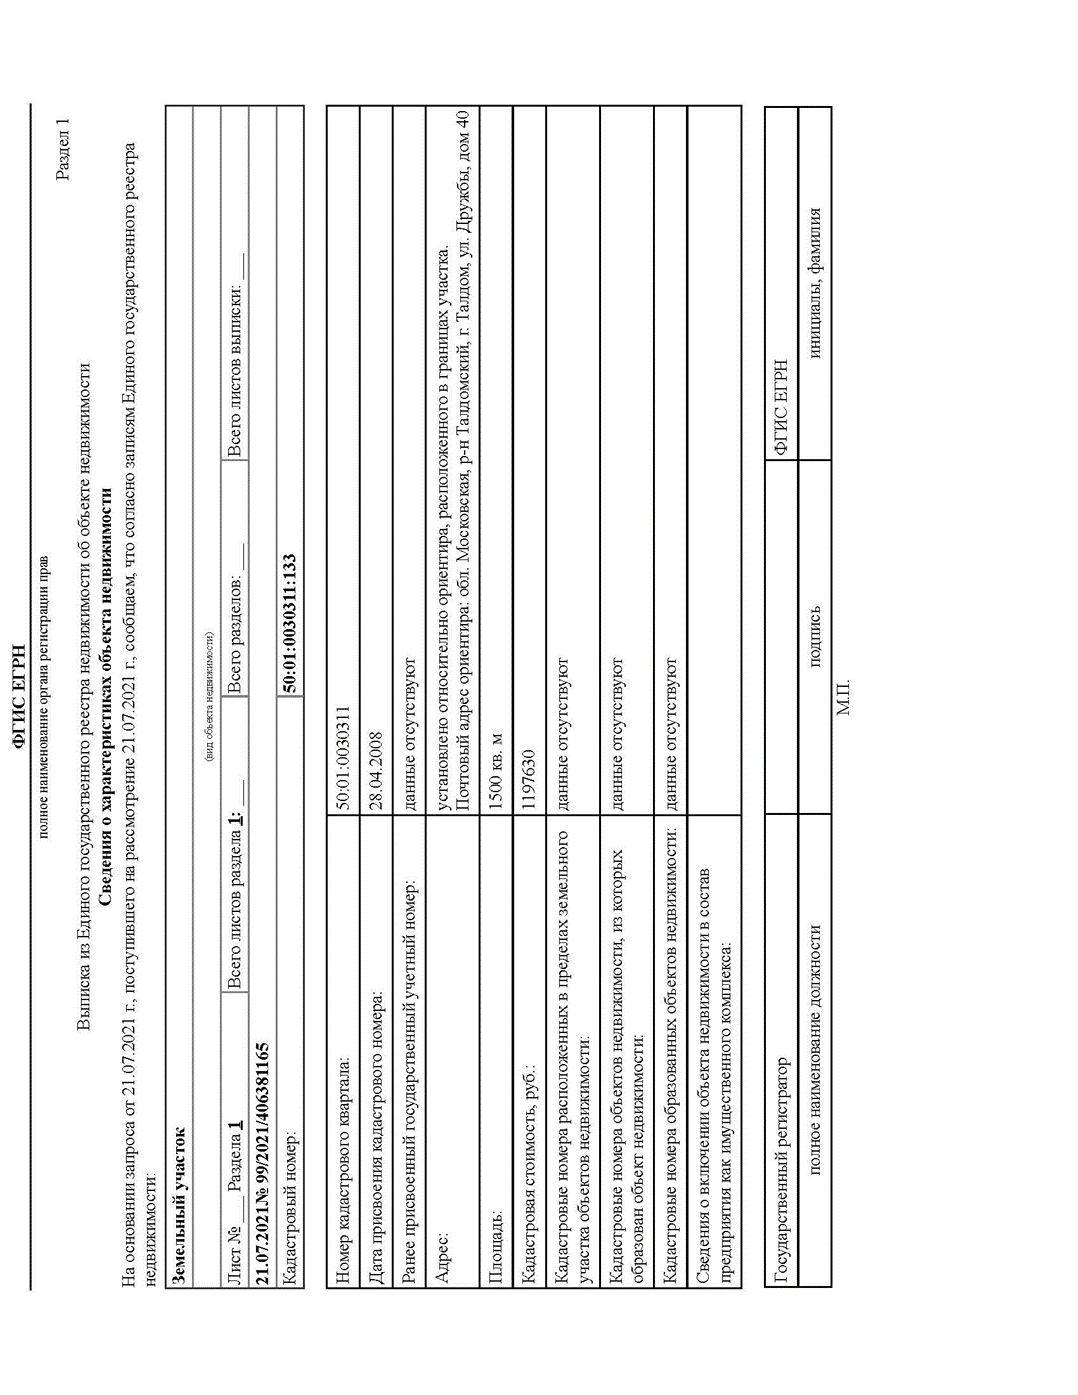 ФГИС ЕГРН
полное наименование органа регистрации прав
Раздел 1
Выписка из Единого государственного реестра недвижимости об объекте недвижимости
Сведения о характеристиках объекта недвижимости
На основании запроса от 21.07.2021 г., поступившего на рассмотрение 21.07.2021 г., сообщаем, что согласно записям Единого государственного реестра
недвижимости:
Земельный участок
(вид объекта недвижимости)
Лист № ___ Раздела 1 Всего листов раздела 1: ___ Всего разделов: ___ Всего листов выписки: ___
21.07.2021№ 99/2021/406381165
Кадастровый номер: 50:01:0030311:133
Номер кадастрового квартала: 50:01:0030311
Дата присвоения кадастрового номера: 28.04.2008
Ранее присвоенный государственный учетный номер: данные отсутствуют
Адрес: установлено относительно ориентира, расположенного в границах участка.
Почтовый адрес ориентира: обл. Московская, р-н Талдомский, г. Талдом, ул. Дружбы, дом 40
Площадь: 1500 кв. м
Кадастровая стоимость, руб.: 1197630
Кадастровые номера расположенных в пределах земельного данные отсутствуют
участка объектов недвижимости:
Кадастровые номера объектов недвижимости, из которых данные отсутствуют
образован объект недвижимости:
Кадастровые номера образованных объектов недвижимости: данные отсутствуют
Сведения о включении объекта недвижимости в состав
предприятия как имущественного комплекса:
Государственный регистратор ФГИС ЕГРН
полное наименование должности подпись инициалы, фамилия
М.П.